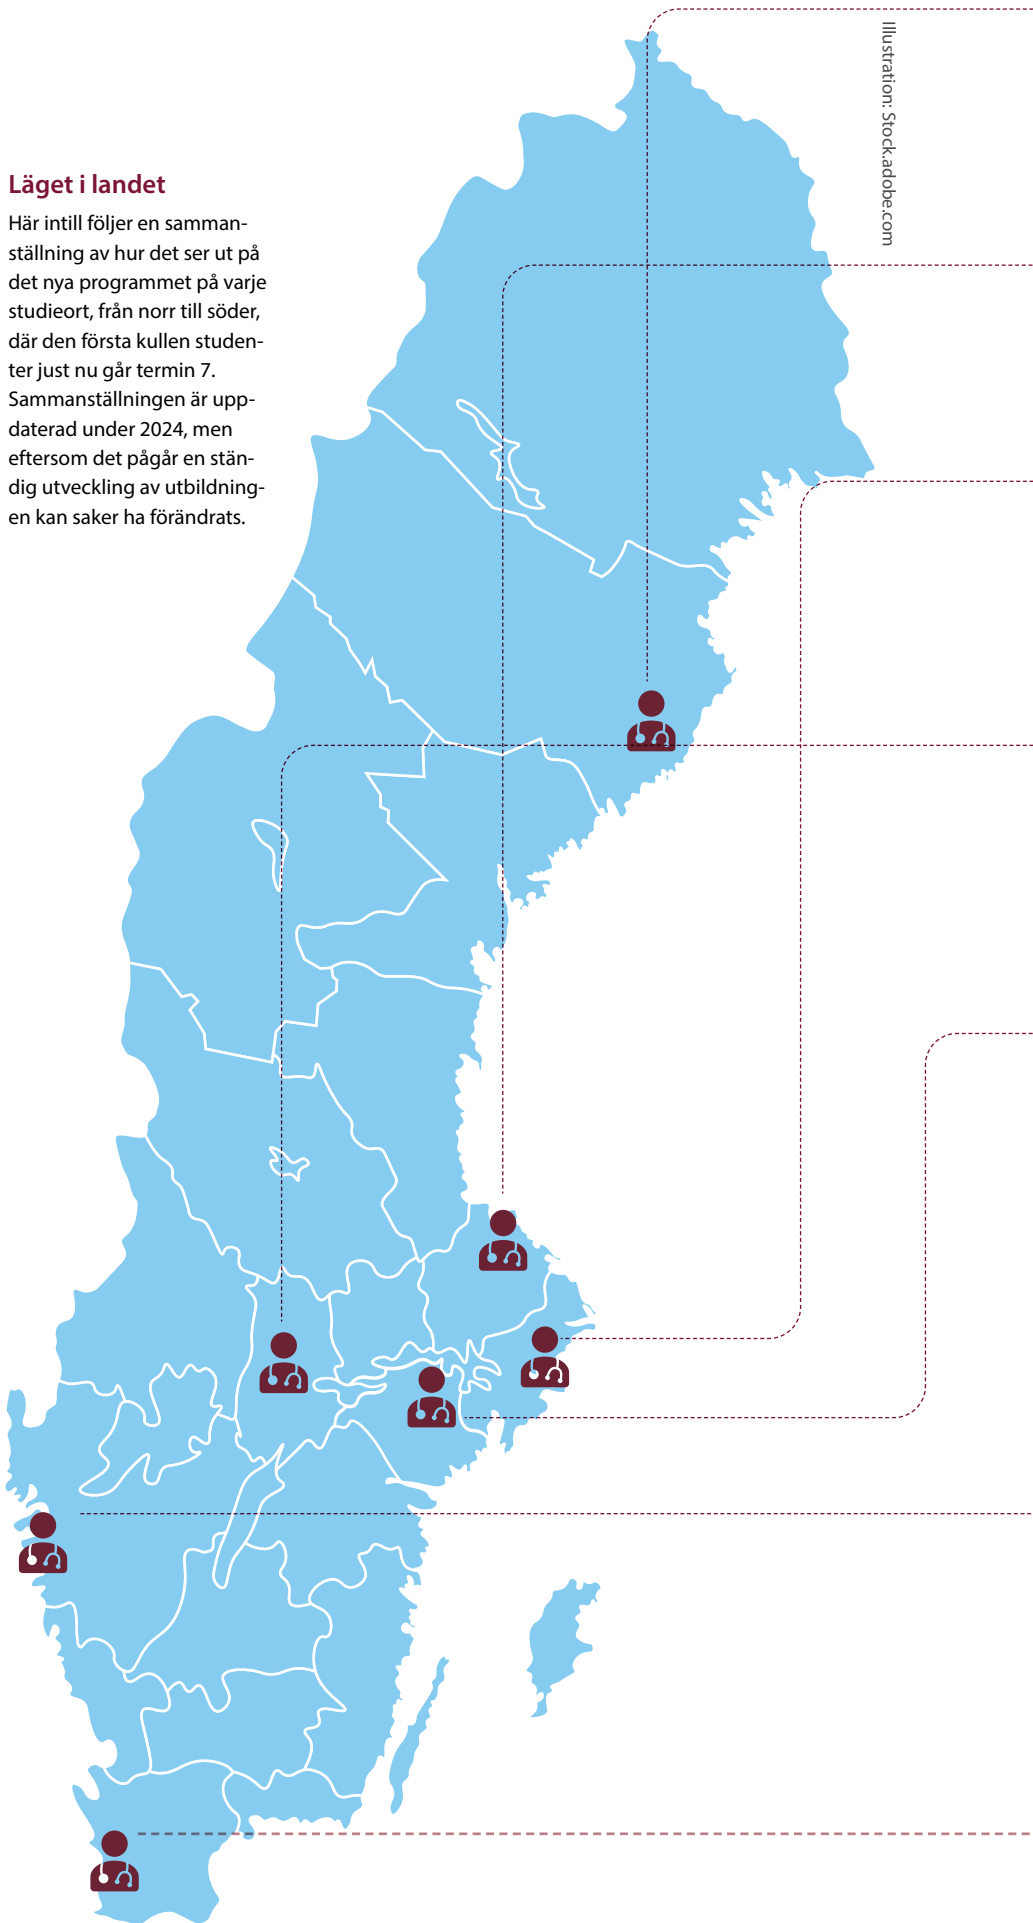 Läget i landet
Här intill följer en samman-
ställning av hur det ser ut på
det nya programmet på varje
studieort, från norr till söder,
där den första kullen studen-
ter just nu går termin 7.
Sammanställningen är upp-
daterad under 2024, men
eftersom det pågår en stän-
dig utveckling av utbildning-
en kan saker ha förändrats.
Illustration: Stock.adobe.com